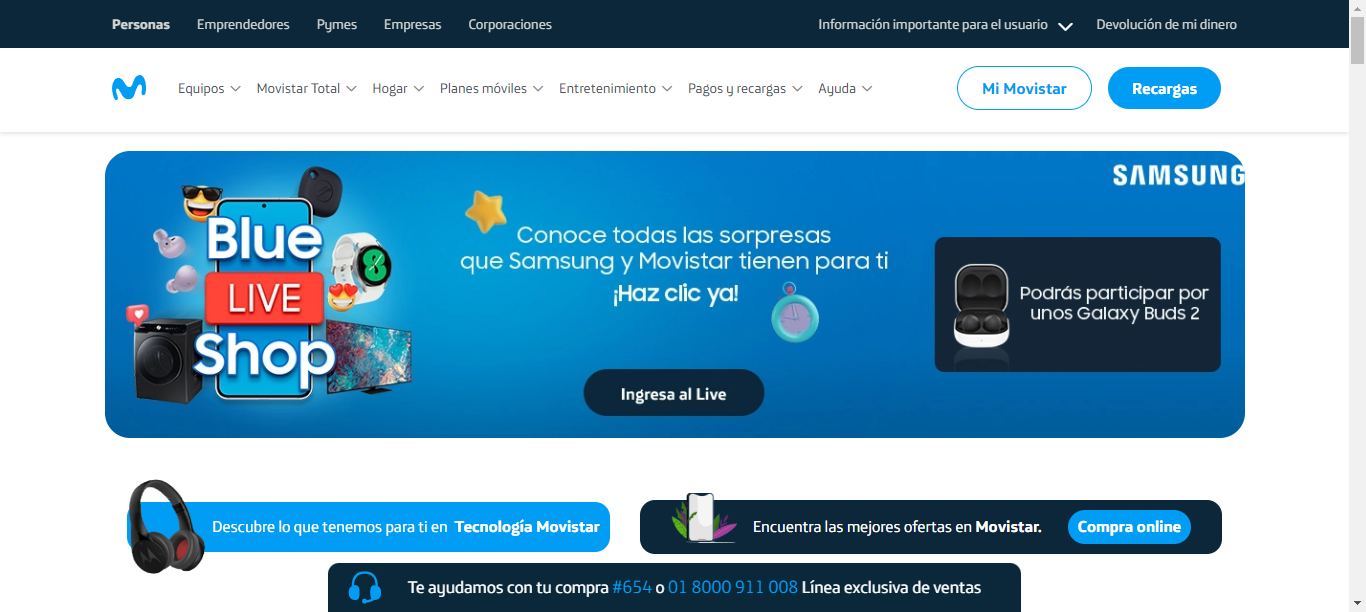 Personas Emprendedores Pymes Empresas Corporaciones Información importante para el usuario Devolución de mi dinero
Equipos Movistar Total Hogar Planes móviles Entretenimiento Pagos y recargas Ayuda Mi Movistar Recargas
SAMSUNG
Blue
LIVE
Shop
Conoce todas las sorpresas
que Samsung y Movistar tienen para ti
¡Haz clic ya!
Ingresa al Live
Podrás participar por
unos Galaxy Buds 2
Descubre lo que tenemos para ti en Tecnología Movistar
Encuentra las mejores ofertas en Movistar. Compra online
Te ayudamos con tu compra #654 o 01 8000 911 008 Línea exclusiva de ventas